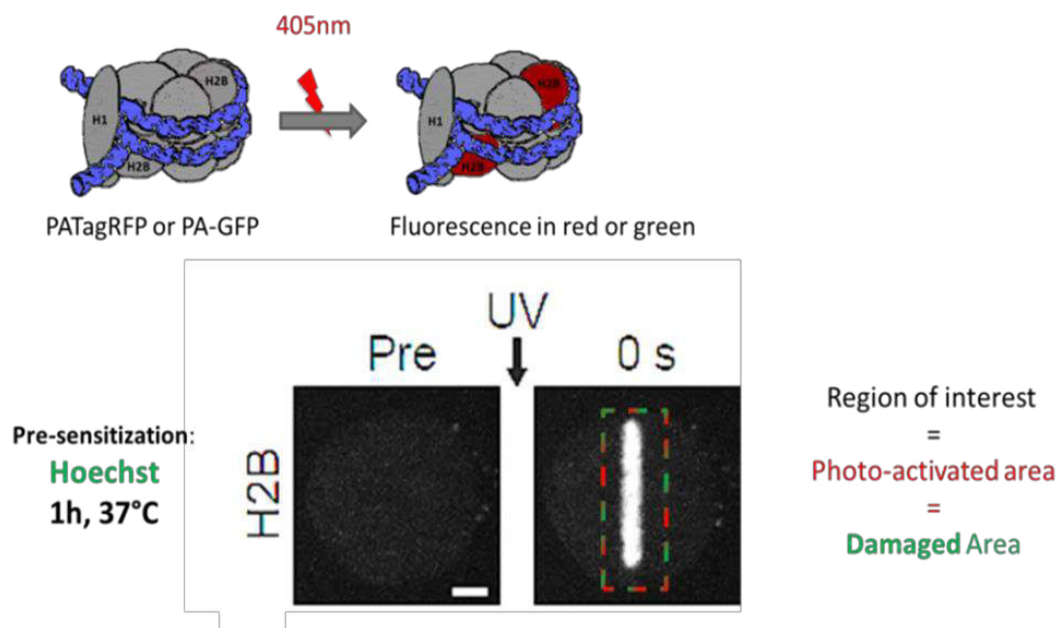 405nm
H2B
H1
H2B
H2B
H1
H2B
PATagRFP or PA-GFP
Fluorescence in red or green
UV
Pre
0 s
Pre-sensitization:
Hoechst
1h, 37°C
H2B
Region of interest
=
Photo-activated area
=
Damaged Area